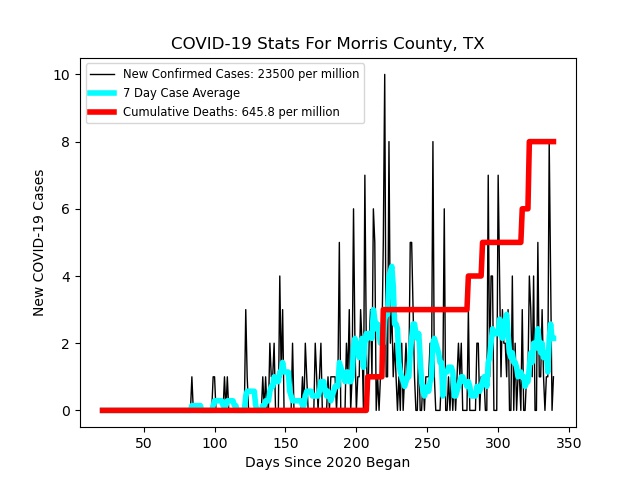 COVID-19 Stats For Morris County, TX
New Confirmed Cases: 23500 per million
7 Day Case Average
Cumulative Deaths: 645.8 per million
New COVID-19 Cases
10
8
6
4
2
0
50
100
150
200
250
300
350
Days Since 2020 Began